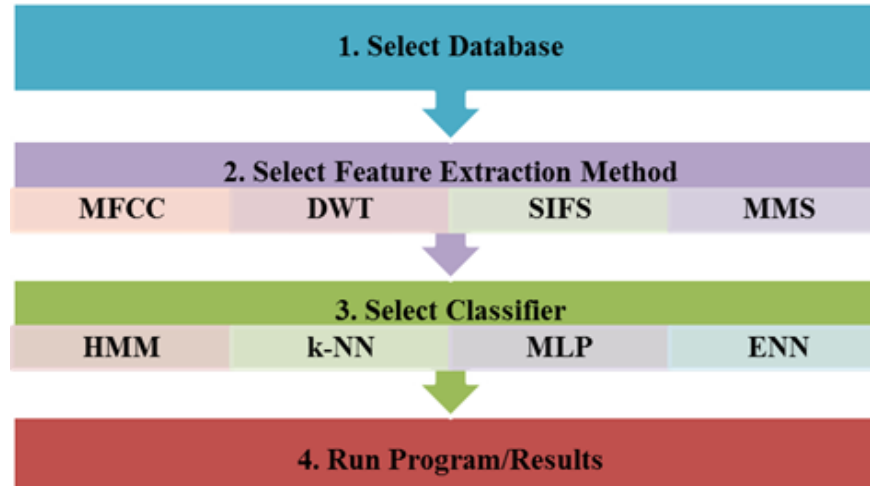 1. Select Database
2. Select Feature Extraction Method
MFCC DWT SIFS MMS
3. Select Classifier
HMM k-NN MLP ENN
4. Run Program/Results